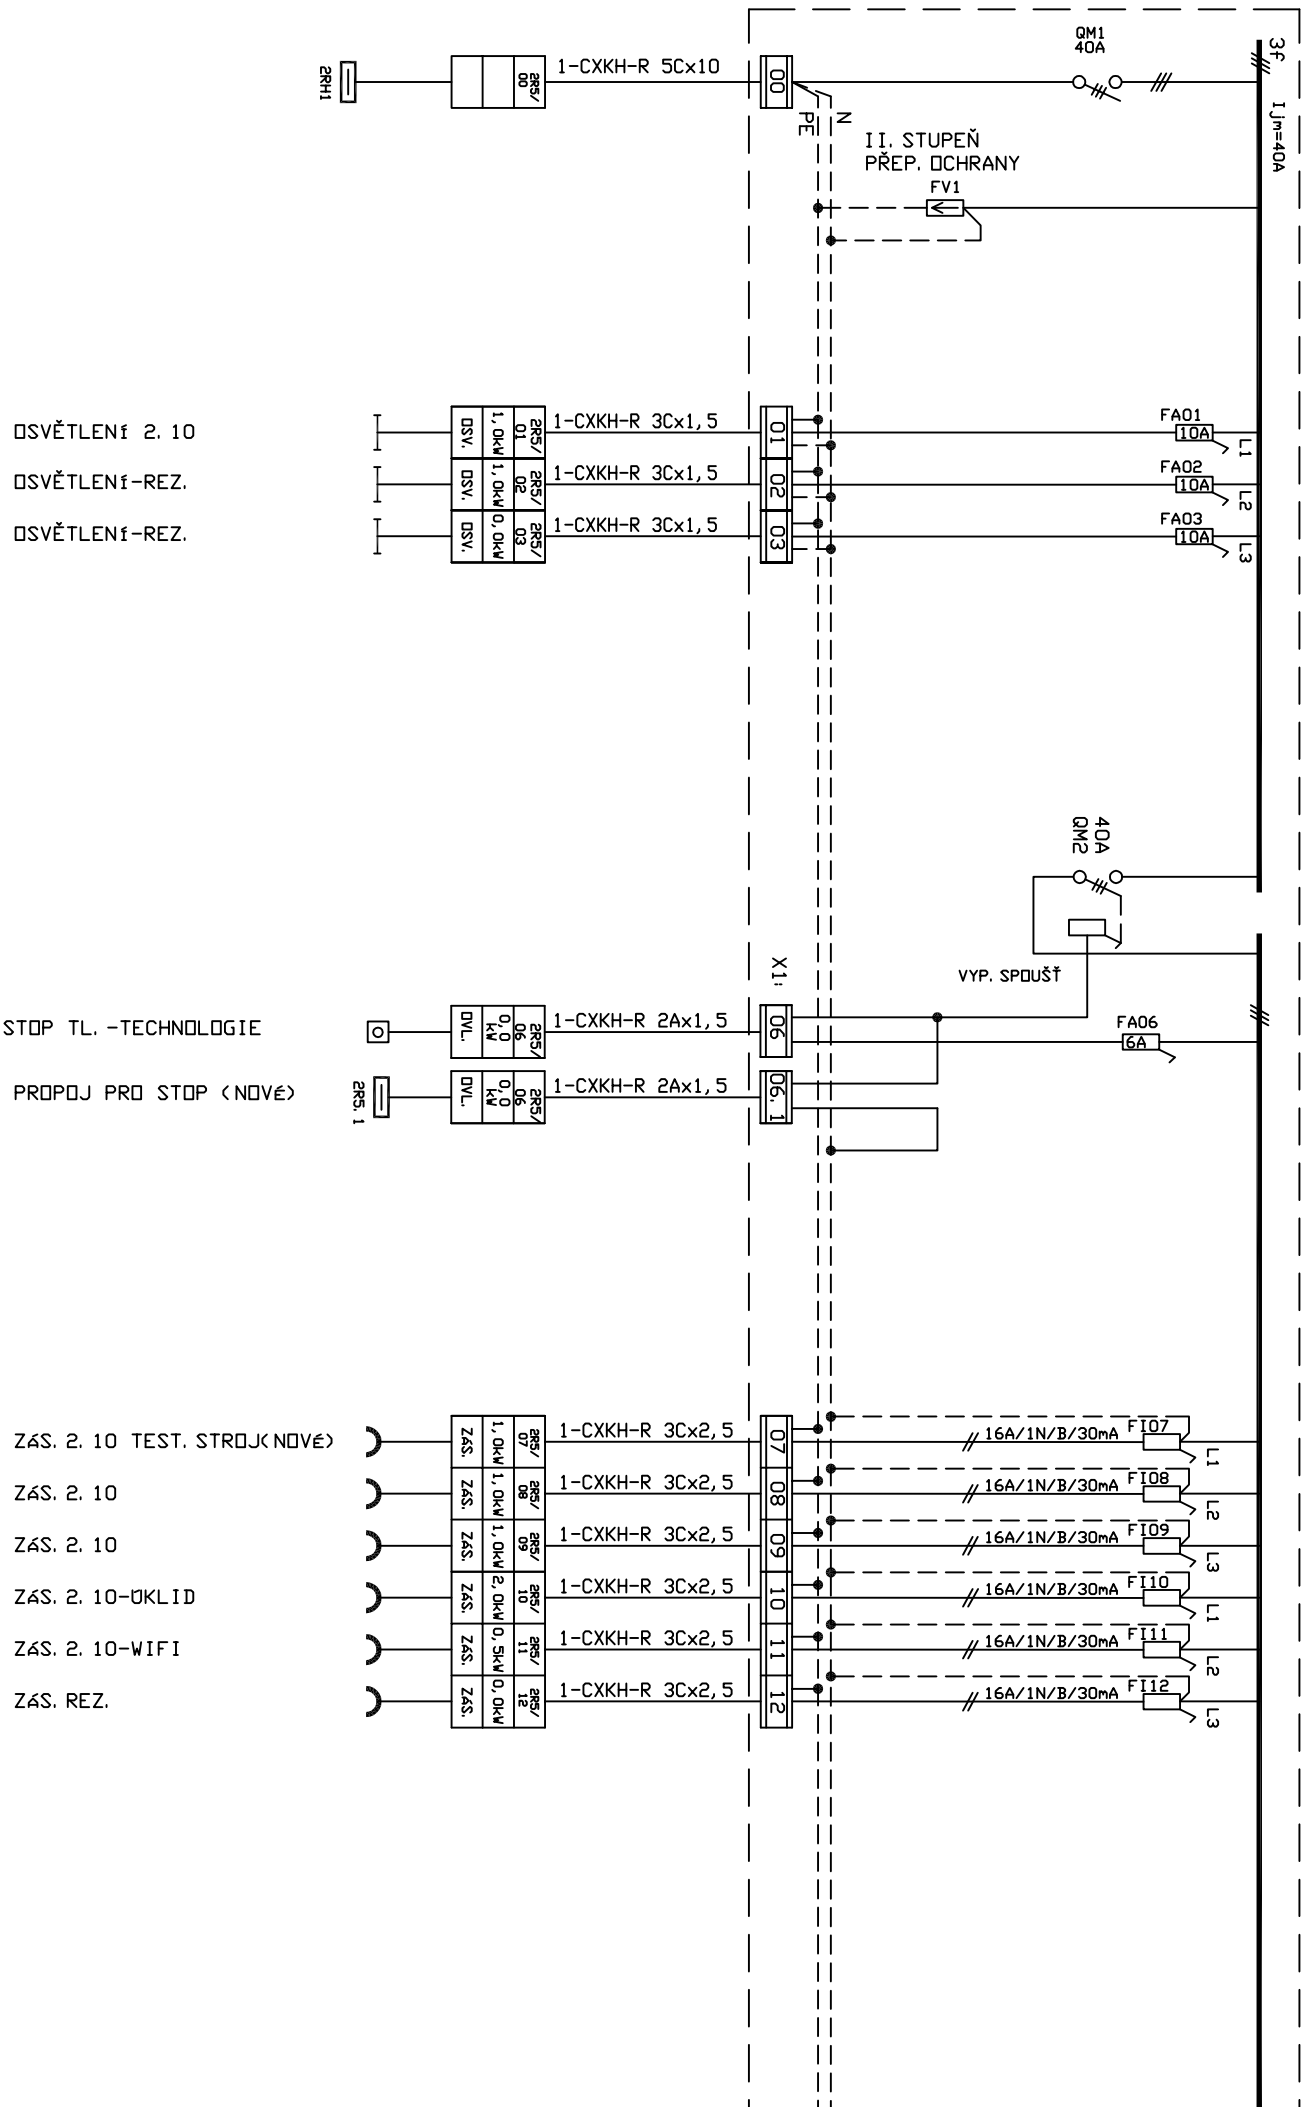 QM1
40A
3f
Ijm=40A
2RH1
2R5/
00
1-CXKH-R 5Cx10
00
N
PE
II. STUPEŇ
PŘEP. OCHRANY
FV1
OSVĚTLENÍ 2.10
OSV.
1,0kW
2R5/
01
1-CXKH-R 3Cx1,5
01
FA01
10A
L1
OSVĚTLENÍ-REZ.
OSV.
1,0kW
2R5/
02
1-CXKH-R 3Cx1,5
02
FA02
10A
L2
OSVĚTLENÍ-REZ.
OSV.
0,0kW
2R5/
03
1-CXKH-R 3Cx1,5
03
FA03
10A
L3
40A
QM2
VYP. SPOUŠŤ
X1:
STOP TL. -TECHNOLOGIE
OVL.
0,0
kW
2R5/
06
1-CXKH-R 2Ax1,5
06
FA06
6A
PROPOJ PRO STOP (NOVÉ)
2R5.1
OVL.
0,0
kW
2R5/
06
1-CXKH-R 2Ax1,5
06.1
ZÁS. 2.10 TEST. STROJ(NOVÉ)
ZÁS.
1,0kW
2R5/
07
1-CXKH-R 3Cx2,5
07
16A/1N/B/30mA
FI07
L1
ZÁS. 2.10
ZÁS.
1,0kW
2R5/
08
1-CXKH-R 3Cx2,5
08
16A/1N/B/30mA
FI08
L2
ZÁS. 2.10
ZÁS.
1,0kW
2R5/
09
1-CXKH-R 3Cx2,5
09
16A/1N/B/30mA
FI09
L3
ZÁS. 2.10-ÚKLID
ZÁS.
2,0kW
2R5/
10
1-CXKH-R 3Cx2,5
10
16A/1N/B/30mA
FI10
L1
ZÁS. 2.10-WIFI
ZÁS.
0,5kW
2R5/
11
1-CXKH-R 3Cx2,5
11
16A/1N/B/30mA
FI11
L2
ZÁS. REZ.
ZÁS.
0,0kW
2R5/
12
1-CXKH-R 3Cx2,5
12
16A/1N/B/30mA
FI12
L3